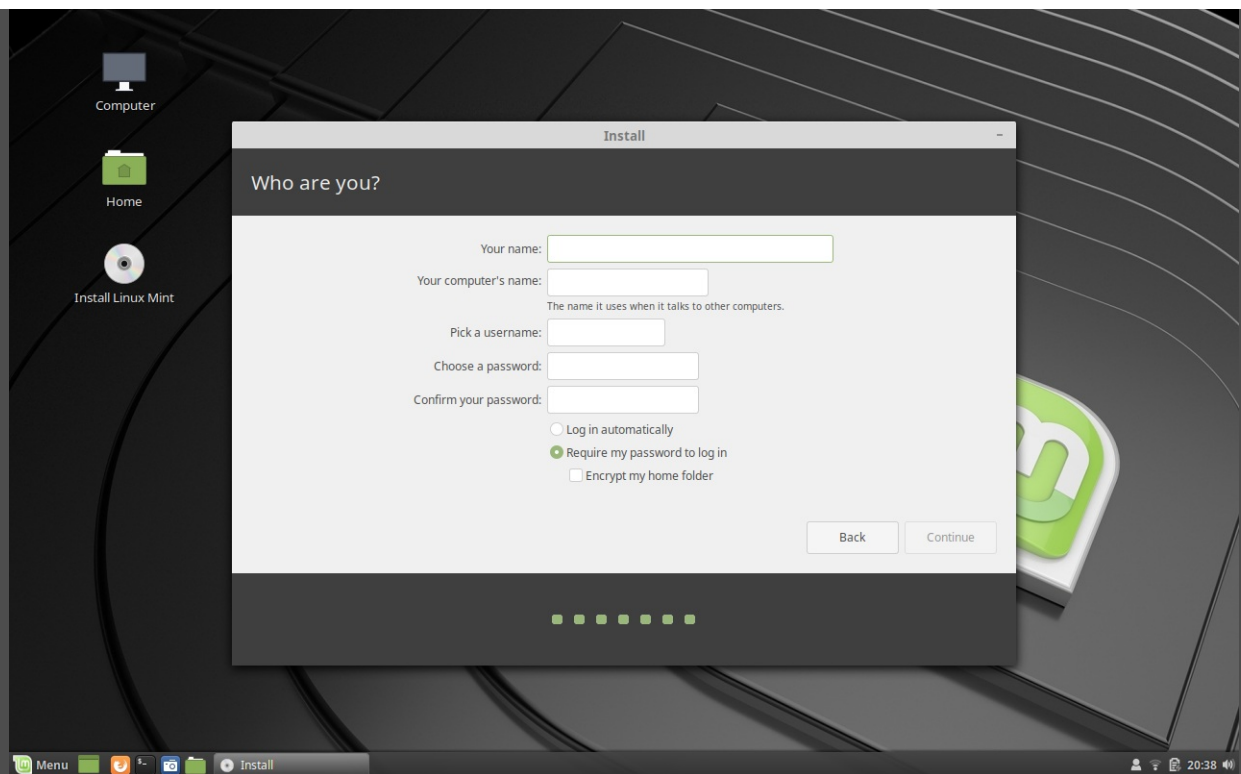 Computer
Home
Install Linux Mint
Install
Who are you?
Your name:
Your computer's name:
The name it uses when it talks to other computers.
Pick a username:
Choose a password:
Confirm your password:
Log in automatically
Require my password to log in
Encrypt my home folder
Back Continue
Menu Install 20:38